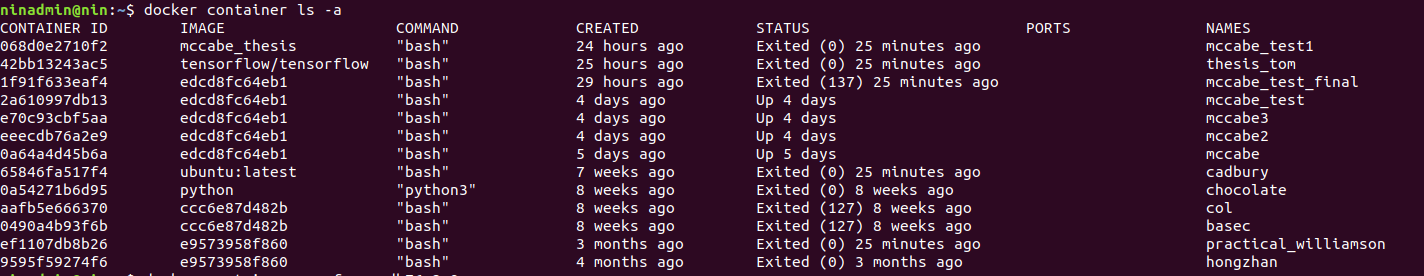 ninadmin@nin:~$ docker container ls -a
CONTAINER ID        IMAGE                   COMMAND             CREATED             STATUS                        PORTS               NAMES
068d0e2710f2        mccabe_thesis           "bash"              24 hours ago        Exited (0) 25 minutes ago                         mccabe_test1
42bb13243ac5        tensorflow/tensorflow   "bash"              25 hours ago        Exited (0) 25 minutes ago                         thesis_tom
1f91f633eaf4        edcd8fc64eb1            "bash"              29 hours ago        Exited (137) 25 minutes ago                       mccabe_test_final
2a610997db13        edcd8fc64eb1            "bash"              4 days ago          Up 4 days                                         mccabe_test
e70c93cbf5aa        edcd8fc64eb1            "bash"              4 days ago          Up 4 days                                         mccabe3
eeecdb76a2e9        edcd8fc64eb1            "bash"              4 days ago          Up 4 days                                         mccabe2
0a64a4d45b6a        edcd8fc64eb1            "bash"              5 days ago          Up 5 days                                         mccabe
65846fa517f4        ubuntu:latest           "bash"              7 weeks ago         Exited (0) 25 minutes ago                         cadbury
0a54271b6d95        python                  "python3"           8 weeks ago         Exited (0) 8 weeks ago                            chocolate
aafb5e666370        ccc6e87d482b            "bash"              8 weeks ago         Exited (127) 8 weeks ago                          col
0490a4b93f6b        ccc6e87d482b            "bash"              8 weeks ago         Exited (127) 8 weeks ago                          basec
ef1107db8b26        e9573958f860            "bash"              3 months ago        Exited (0) 25 minutes ago                         practical_williamson
9595f59274f6        e9573958f860            "bash"              4 months ago        Exited (0) 3 months ago                           hongzhan